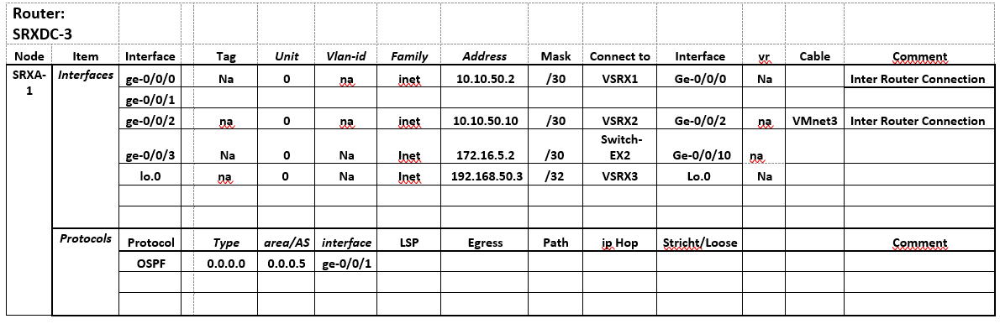 Router:
SRXDC-3
Node Item Interface Tag Unit Vlan-id Family Address Mask Connect to Interface vr Cable Comment
SRXA-1 Interfaces ge-0/0/0 Na 0 na inet 10.10.50.2 /30 VSRX1 Ge-0/0/0 Na Inter Router Connection
ge-0/0/1
ge-0/0/2 na 0 na inet 10.10.50.10 /30 VSRX2 Ge-0/0/2 na VMnet3 Inter Router Connection
ge-0/0/3 Na 0 Na Inet 172.16.5.2 /30 Switch-EX2 Ge-0/0/10 na
lo.0 na 0 Na Inet 192.168.50.3 /32 VSRX3 Lo.0 Na
Protocols Protocol Type area/AS interface LSP Egress Path ip Hop Stricht/Loose Comment
OSPF 0.0.0.0 0.0.0.5 ge-0/0/1